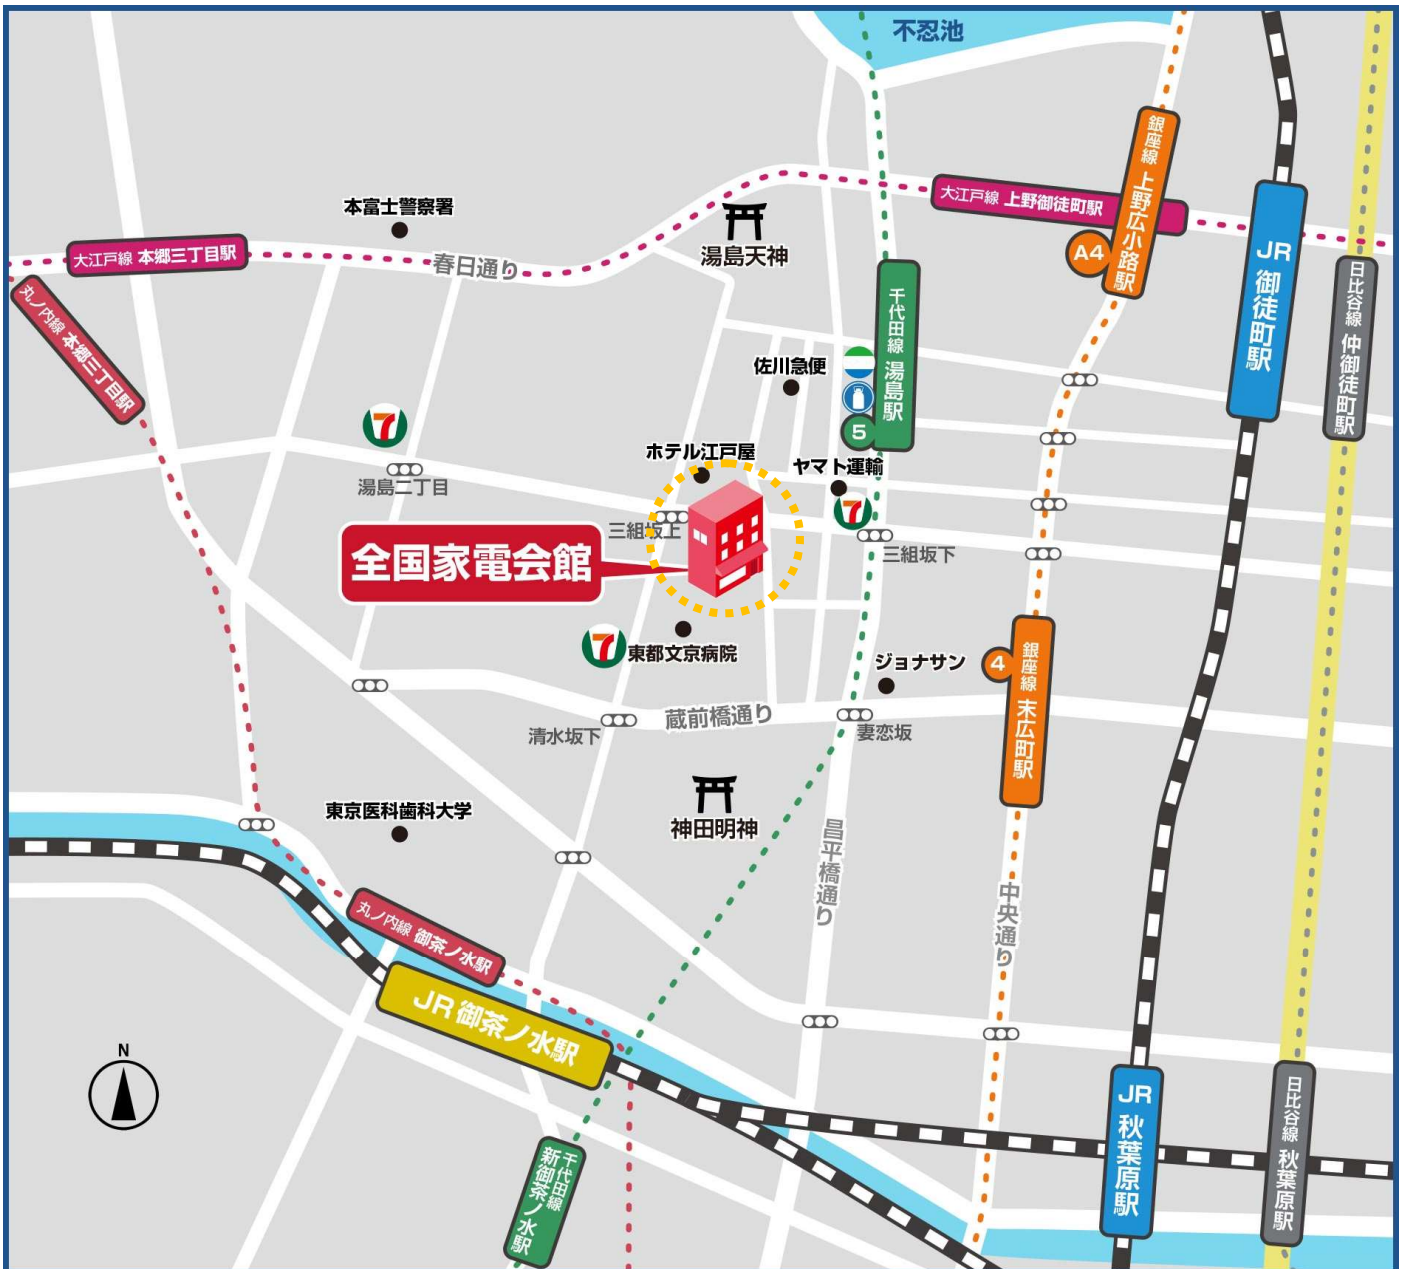 不忍池
銀座線 上野広小路駅
A4
大江戸線 上野御徒町駅
本富士警察署
大江戸線 本郷三丁目駅
春日通り
湯島天神
JR 御徒町駅
日比谷線 仲御徒町駅
丸ノ内線 本郷三丁目駅
千代田線 湯島駅
5
佐川急便
7
湯島二丁目
ホテル江戸屋
ヤマト運輸
7
三組坂上
三組坂下
全国家電会館
7
東都文京病院
ジョナサン
4
銀座線 末広町駅
清水坂下
蔵前橋通り
妻恋坂
東京医科歯科大学
神田明神
昌平橋通り
中央通り
丸ノ内線 御茶ノ水駅
JR 御茶ノ水駅
N
千代田線
新御茶ノ水駅
JR 秋葉原駅
日比谷線 秋葉原駅